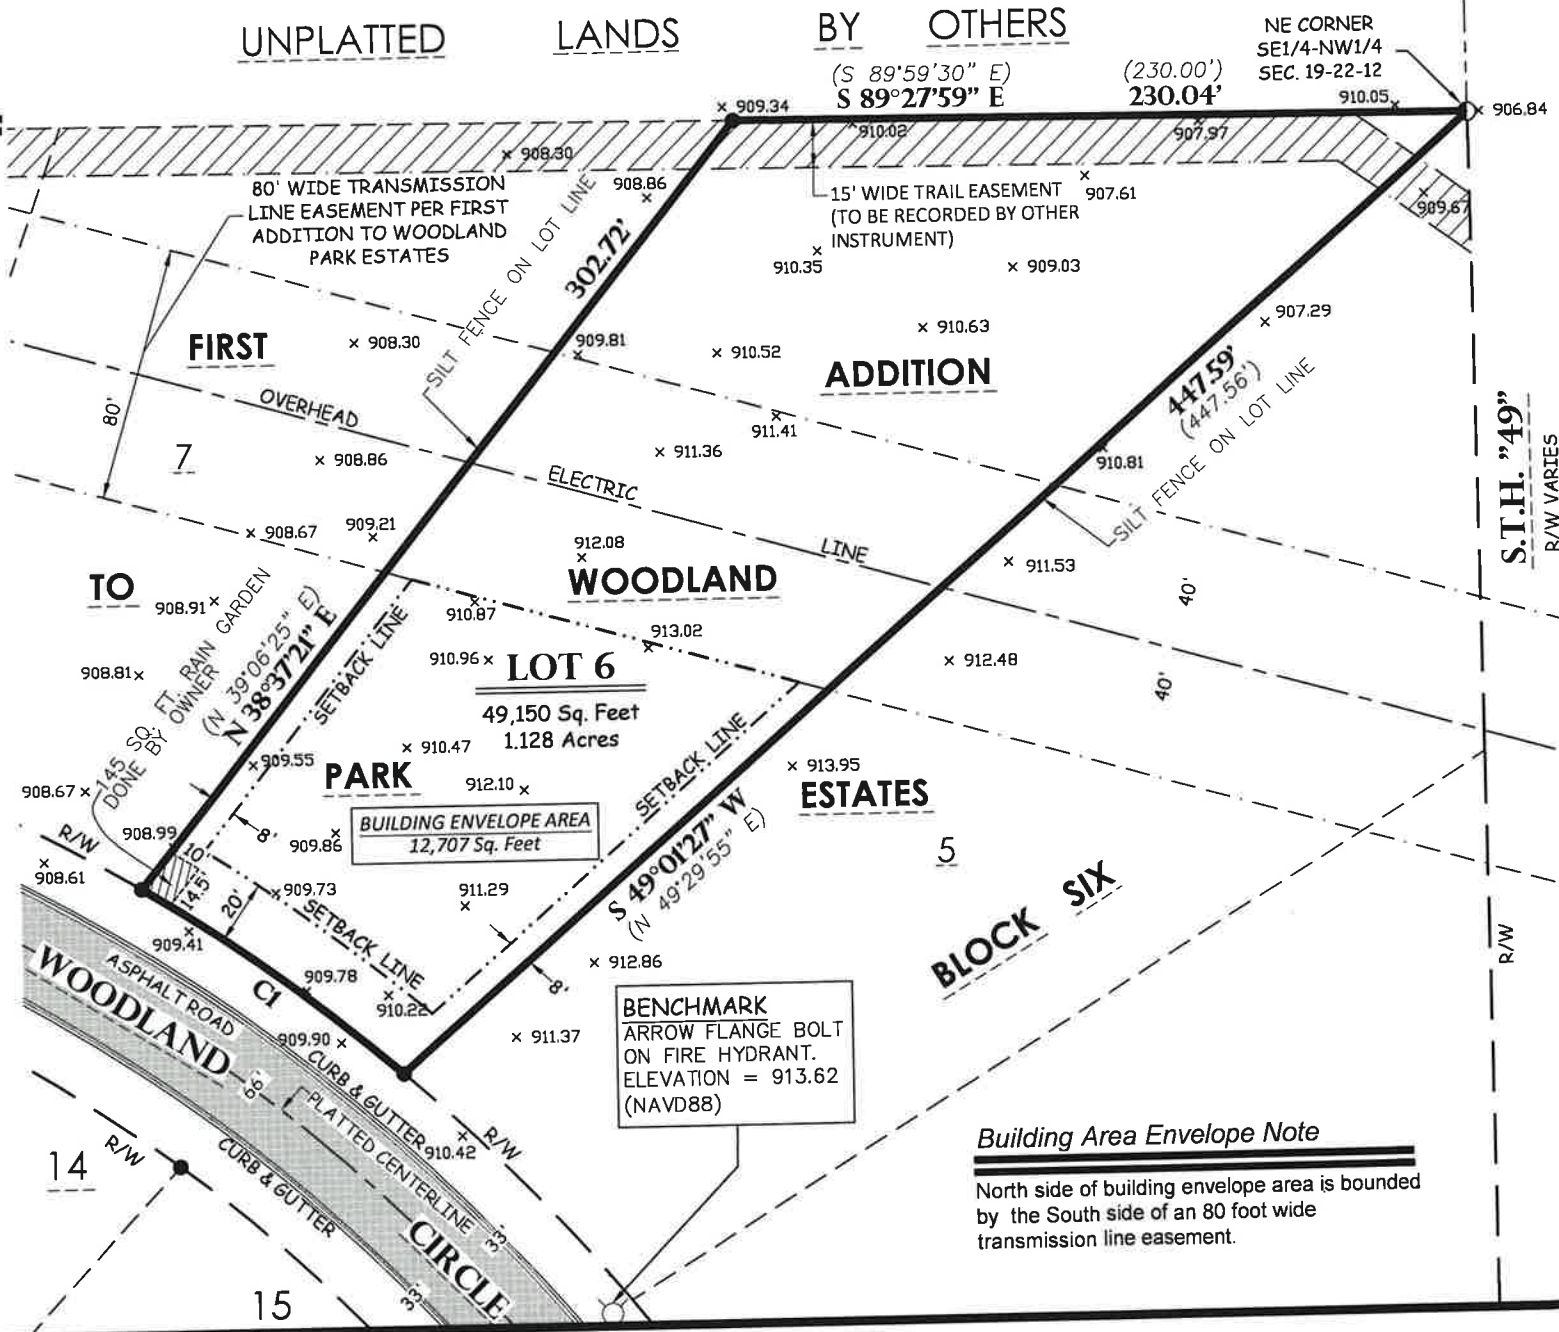 UNPLATTED LANDS BY OTHERS
NE CORNER
SE1/4-NW1/4
SEC. 19-22-12
(S 89°59'30" E)
S 89°27'59" E
(230.00')
230.04'
909.34
910.02
907.97
910.05
906.84
908.30
908.86
907.61
909.67
80' WIDE TRANSMISSION
LINE EASEMENT PER FIRST
ADDITION TO WOODLAND
PARK ESTATES
15' WIDE TRAIL EASEMENT
(TO BE RECORDED BY OTHER
INSTRUMENT)
302.72'
SILT FENCE ON LOT LINE
910.35
909.03
907.29
910.63
FIRST
908.30
909.81
910.52
ADDITION
447.59'
(447.56')
SILT FENCE ON LOT LINE
80'
OVERHEAD
ELECTRIC
LINE
7
908.86
911.36
911.41
910.81
S.T.H. "49"
R/W VARIES
908.67
909.21
912.08
911.53
TO
WOODLAND
40'
40'
908.91
910.87
913.02
908.81
910.96
912.48
145 SQ. FT. RAIN GARDEN
DONE BY OWNER
(N 39°06'25" E)
N 38°37'21" E
SETBACK LINE
LOT 6
49,150 Sq. Feet
1.128 Acres
910.47
909.55
PARK
912.10
SETBACK LINE
913.95
ESTATES
908.67
R/W
908.99
8'
909.86
BUILDING ENVELOPE AREA
12,707 Sq. Feet
S 49°01'27" W
(N 49°29'55" E)
5
908.61
10'
14.5'
20'
909.73
SETBACK LINE
911.29
BLOCK SIX
R/W
909.41
C1
909.78
910.22
912.86
8'
ASPHALT ROAD
WOODLAND
CIRCLE
909.90
911.37
CURB & GUTTER
66'
PLATTED CENTERLINE
33'
33'
910.42
R/W
R/W
CURB & GUTTER
14
15
BENCHMARK
ARROW FLANGE BOLT
ON FIRE HYDRANT.
ELEVATION = 913.62
(NAVD88)
Building Area Envelope Note
North side of building envelope area is bounded
by the South side of an 80 foot wide
transmission line easement.